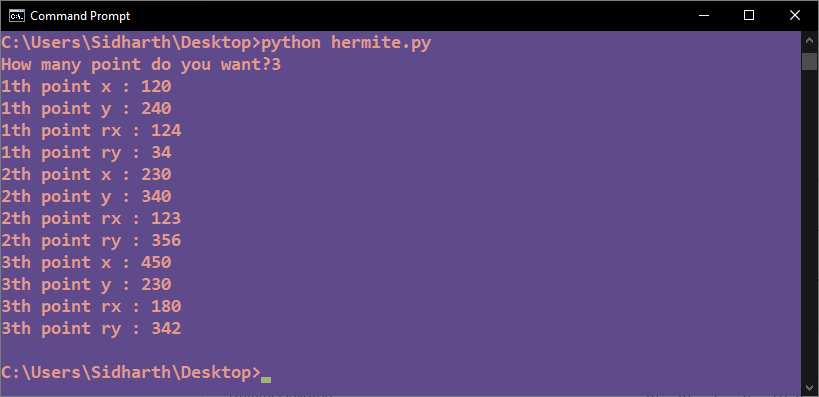 Command Prompt
C:\Users\Sidharth\Desktop>python hermite.py
How many point do you want?3
1th point x : 120
1th point y : 240
1th point rx : 124
1th point ry : 34
2th point x : 230
2th point y : 340
2th point rx : 123
2th point ry : 356
3th point x : 450
3th point y : 230
3th point rx : 180
3th point ry : 342
C:\Users\Sidharth\Desktop>